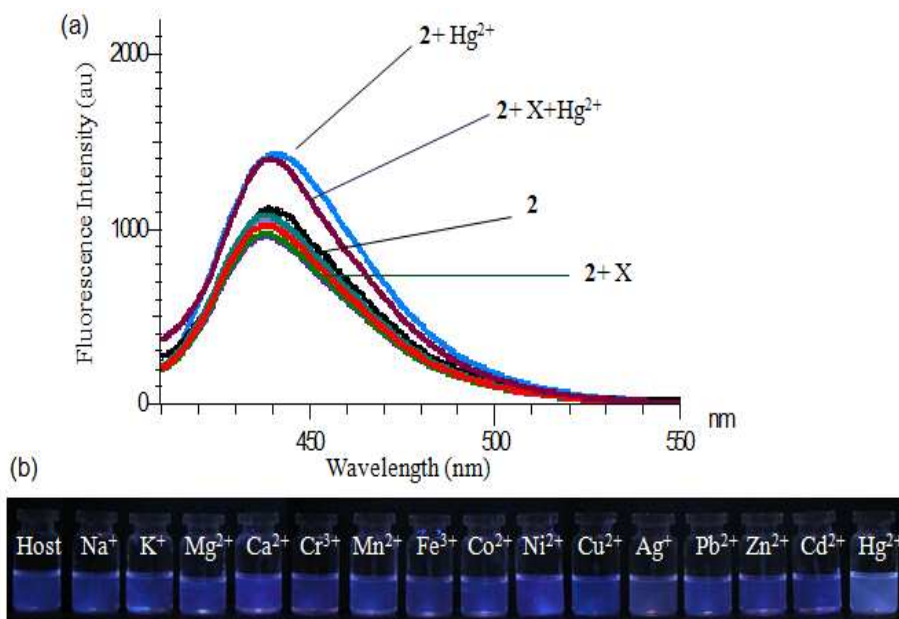 (a)
2+ Hg²⁺
2+ X+Hg²⁺
2
2+ X
Fluorescence Intensity (au)
2000
1000
0
450
500
550
nm
Wavelength (nm)
(b)
Host Na⁺ K⁺ Mg²⁺ Ca²⁺ Cr³⁺ Mn²⁺ Fe³⁺ Co²⁺ Ni²⁺ Cu²⁺ Ag⁺ Pb²⁺ Zn²⁺ Cd²⁺ Hg²⁺